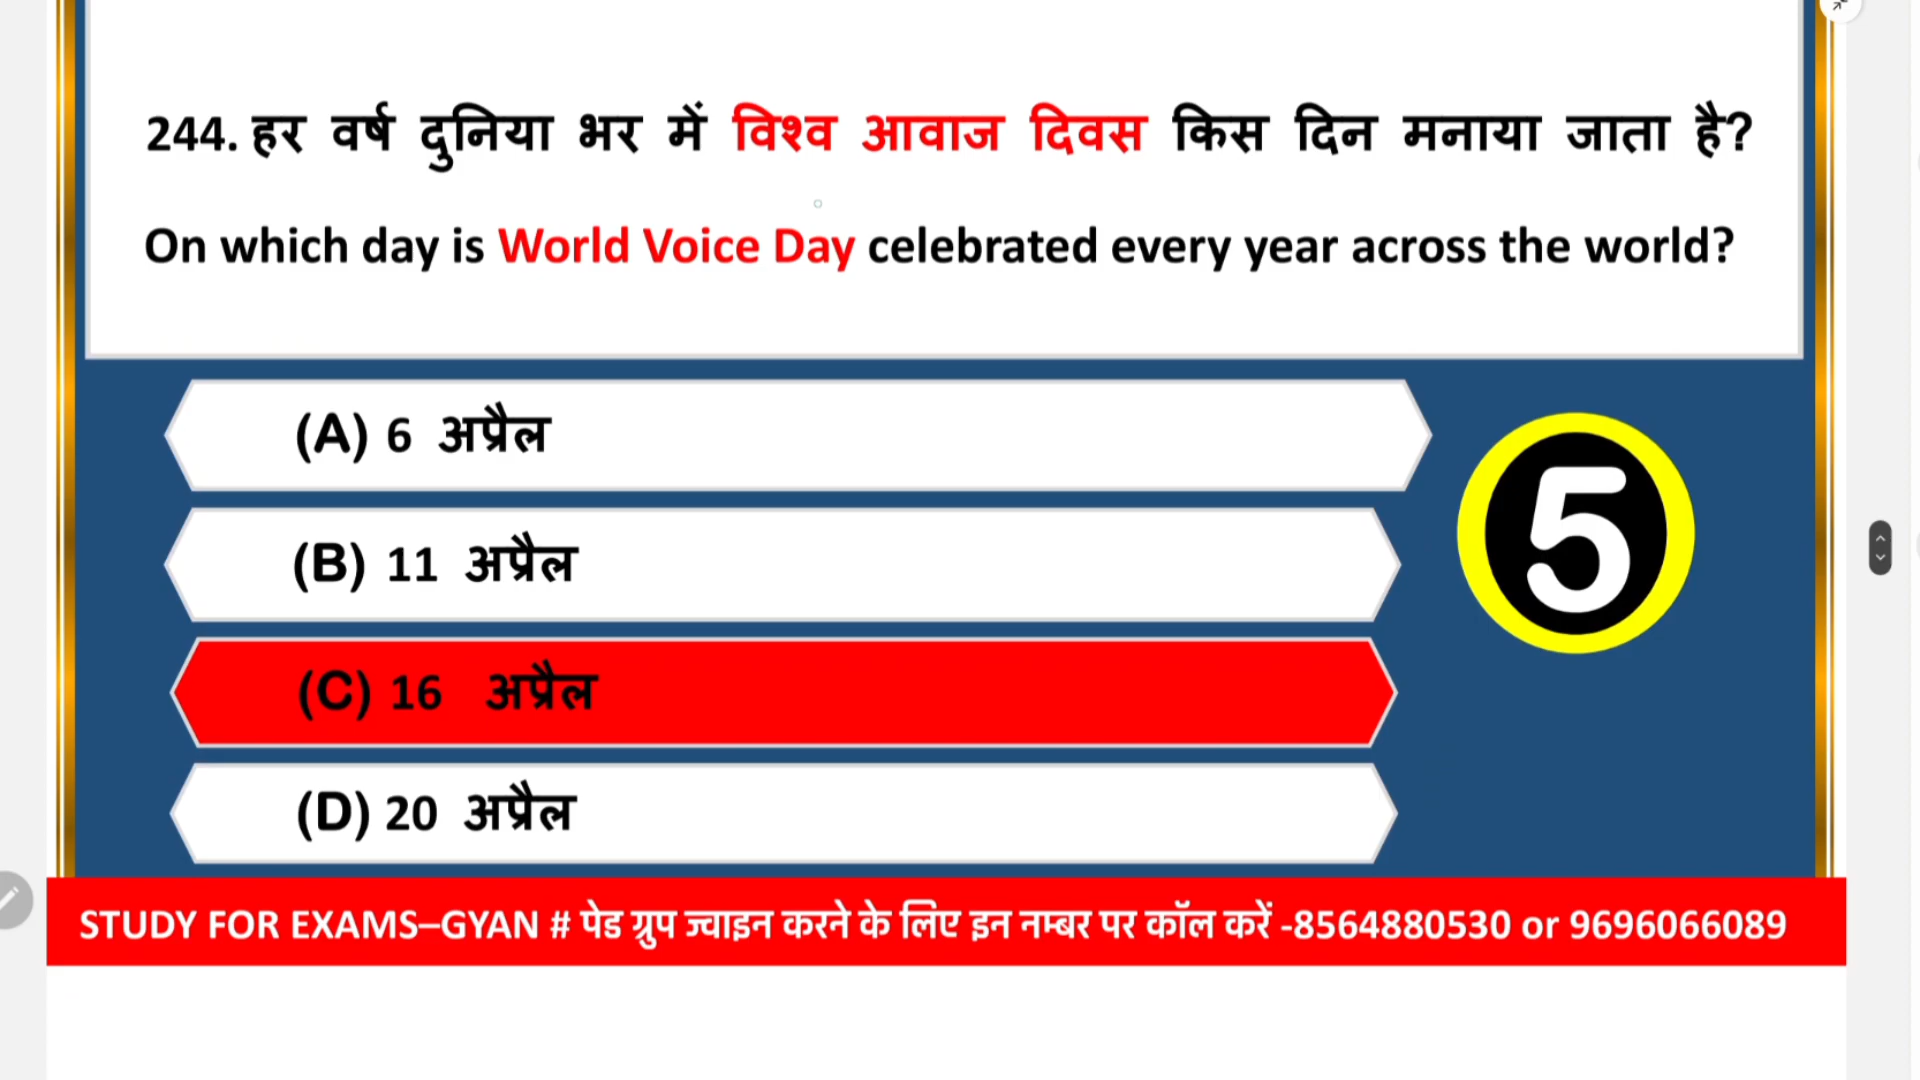 244. हर वर्ष दुनिया भर में विश्व आवाज दिवस किस दिन मनाया जाता है?
On which day is World Voice Day celebrated every year across the world?
(A) 6 अप्रैल
(B) 11 अप्रैल
5
(C) 16 अप्रैल
(D) 20 अप्रैल
STUDY FOR EXAMS–GYAN # पेड ग्रुप ज्वाइन करने के लिए इन नम्बर पर कॉल करें -8564880530 or 9696066089